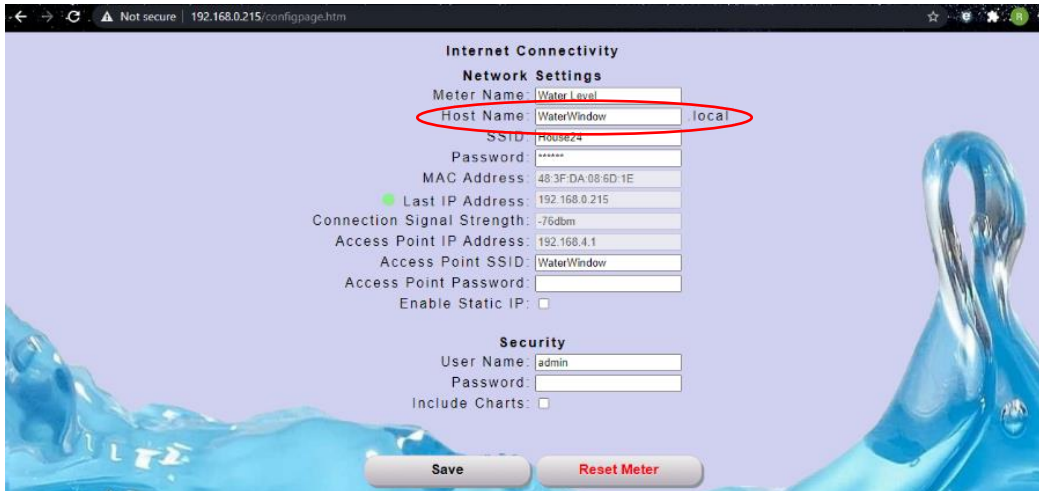 Not secure | 192.168.0.215/configpage.htm
R
Internet Connectivity
Network Settings
Meter Name: Water Level
Host Name: WaterWindow .local
SSID: House24
Password: ******
MAC Address: 48:3F:DA:08:6D:1E
Last IP Address: 192.168.0.215
Connection Signal Strength: -76dbm
Access Point IP Address: 192.168.4.1
Access Point SSID: WaterWindow
Access Point Password:
Enable Static IP:
Security
User Name: admin
Password:
Include Charts:
Save Reset Meter